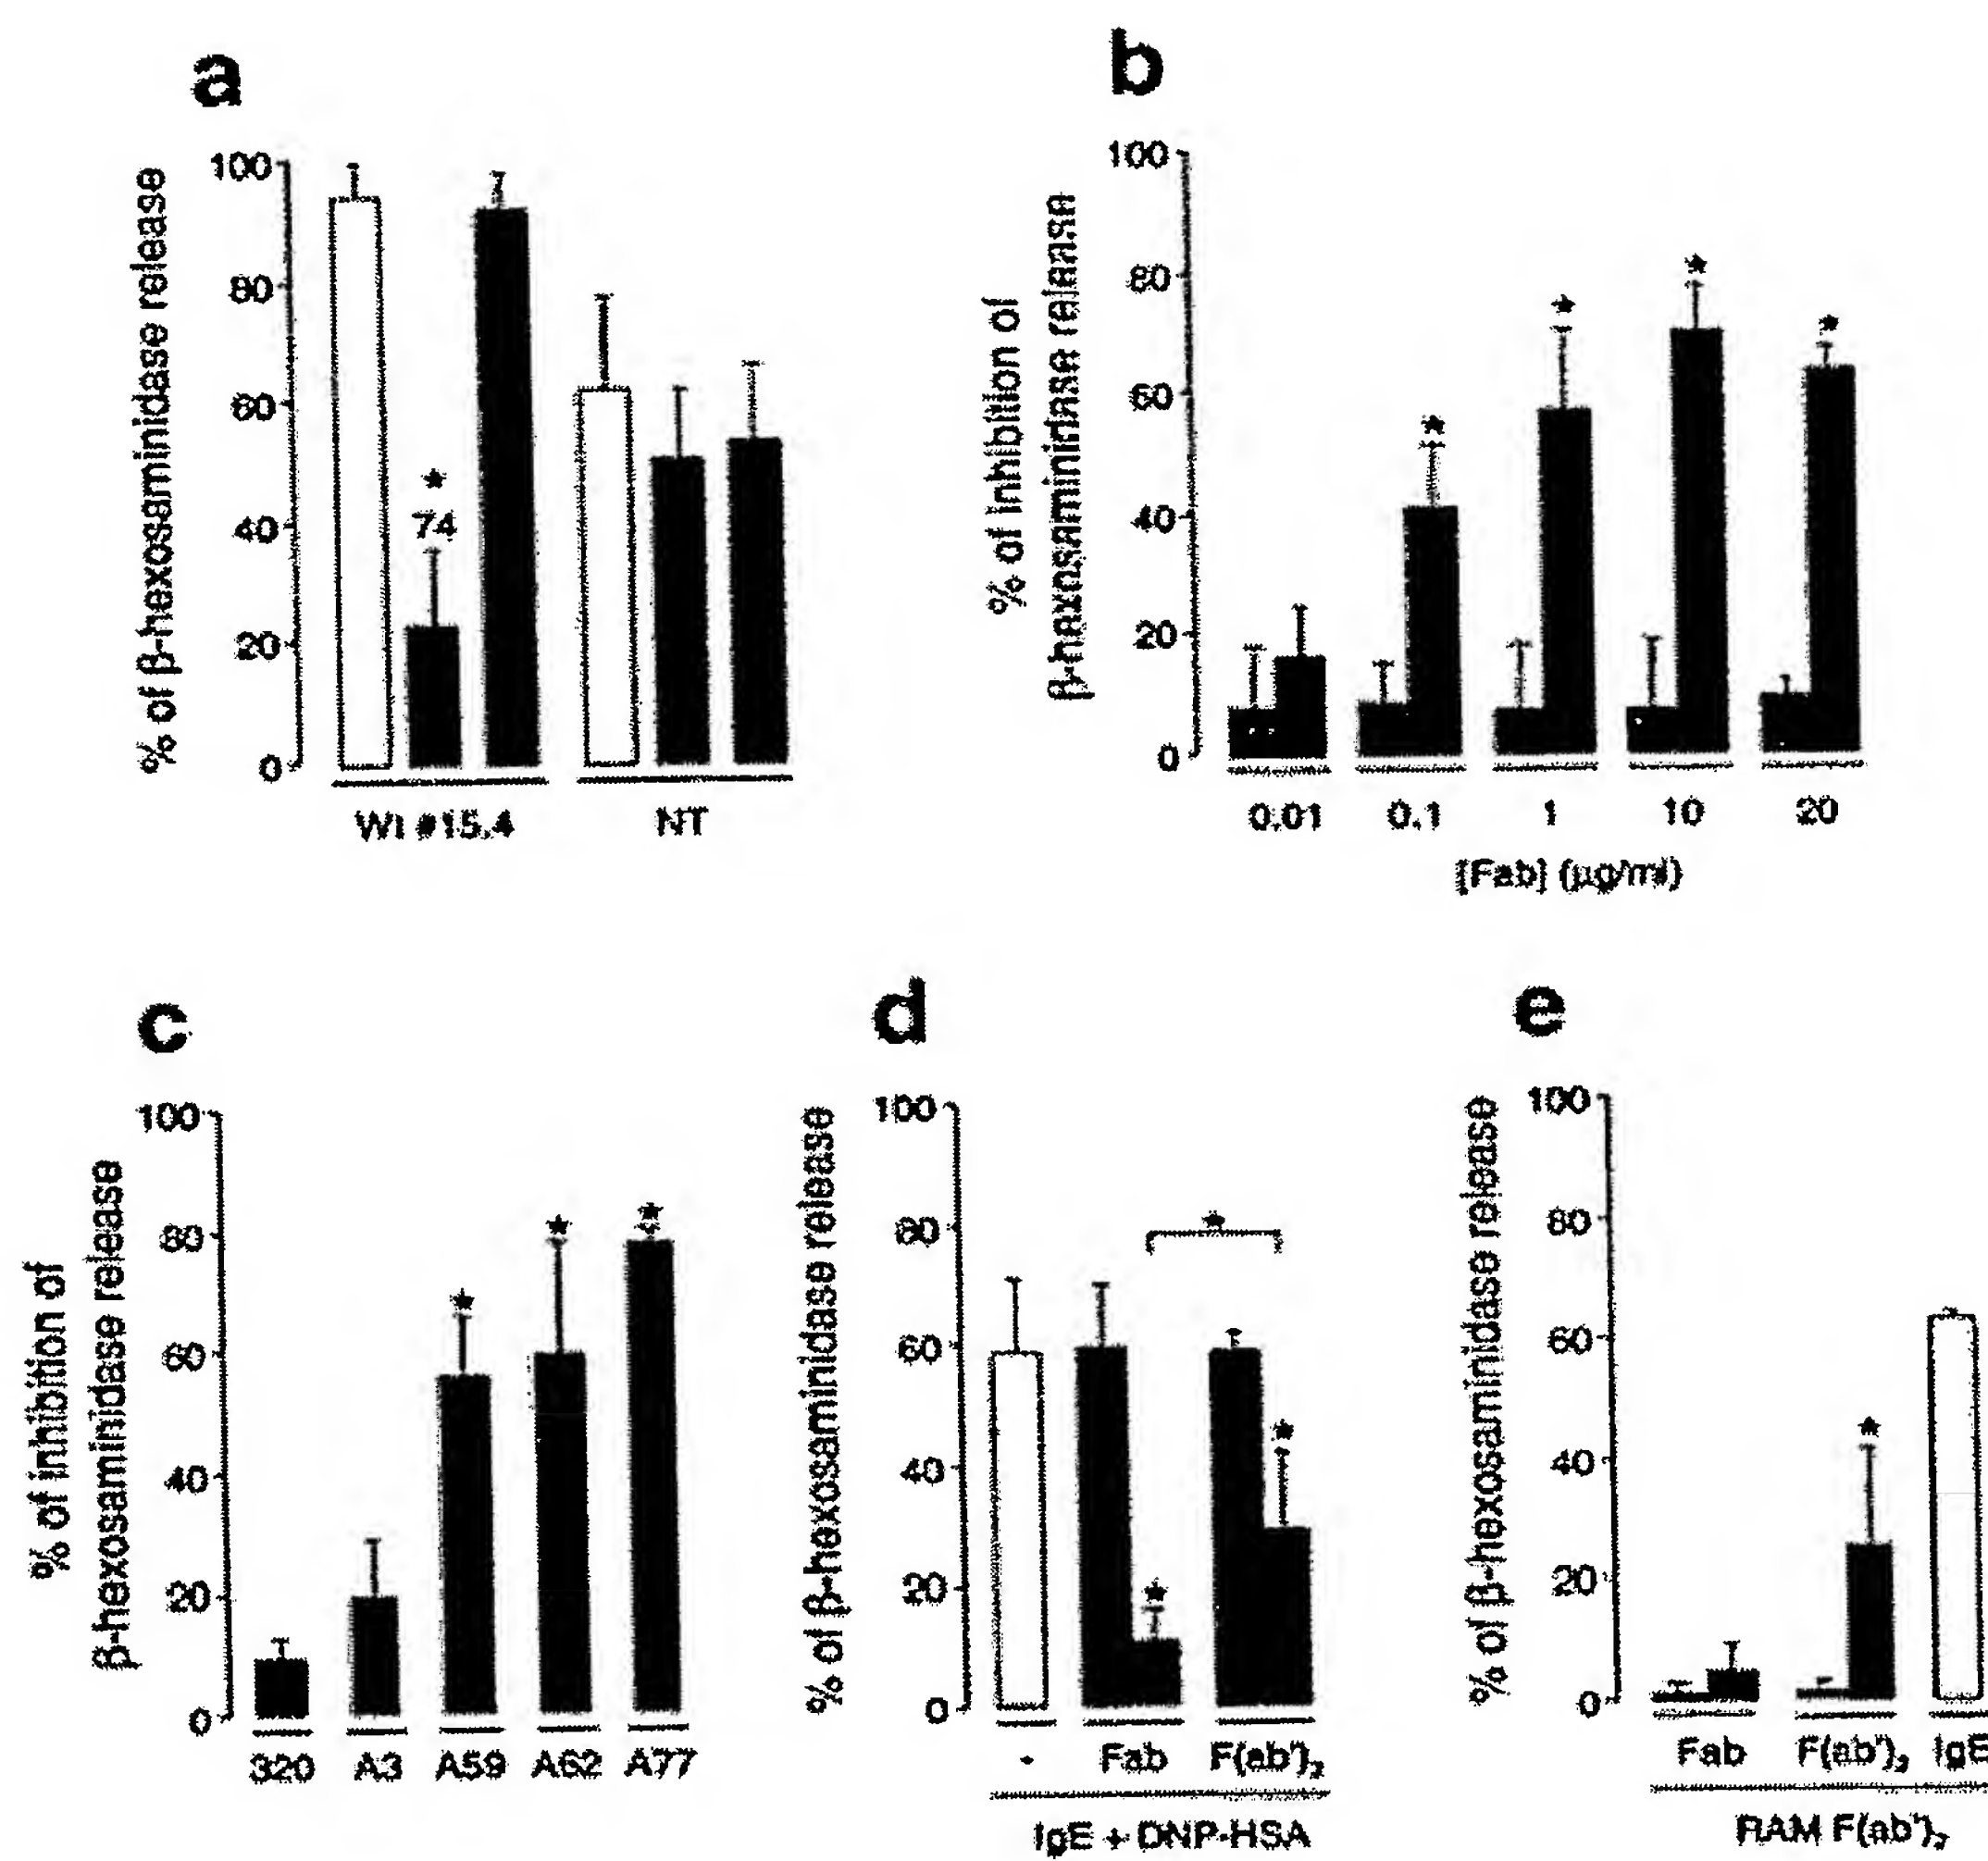 a
% of β-hexosaminidase release
100
80
60
40
20
0
*
74
Wt #15.4
NT
b
% of inhibition of
β-hexosaminidase release
100
80
60
40
20
0
*
*
*
*
0.01
0.1
1
10
20
[Fab] (µg/ml)
c
% of inhibition of
β-hexosaminidase release
100
80
60
40
20
0
*
*
*
320
A3
A59
A62
A77
d
% of β-hexosaminidase release
100
80
60
40
20
0
*
*
*
-
Fab
F(ab')₂
IgE + DNP-HSA
e
% of β-hexosaminidase release
100
80
60
40
20
0
*
Fab
F(ab')₂
IgE
RAM F(ab')₂